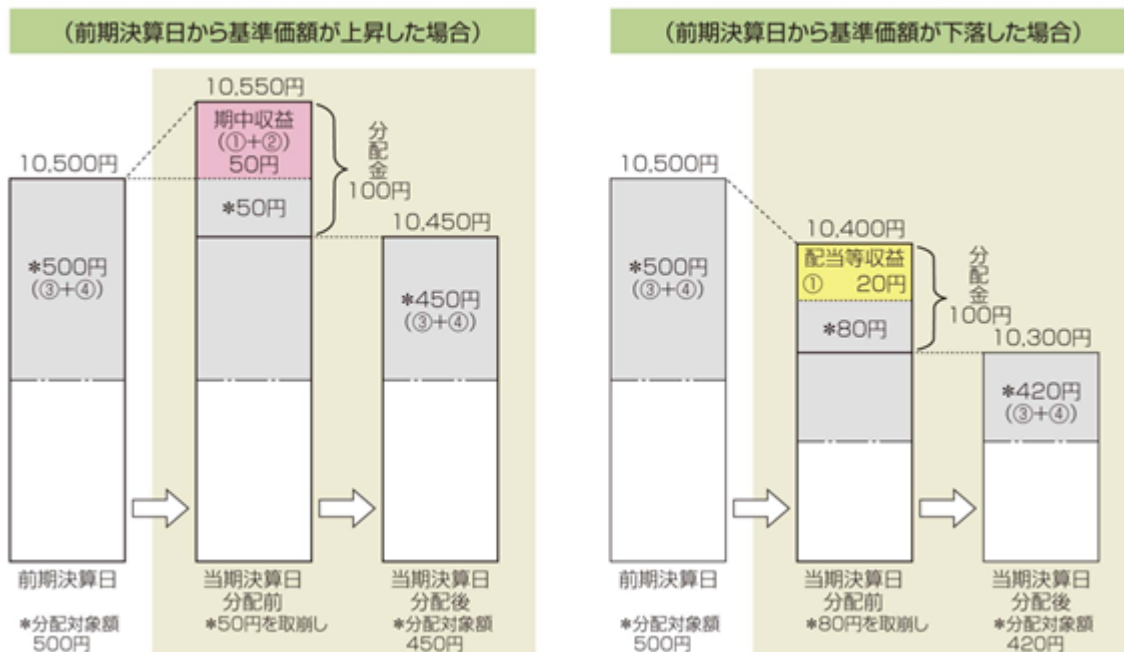 (前期決算日から基準価額が上昇した場合)
10,550円
期中収益
(①+②)
50円
*50円
分配金
100円
10,500円
*500円
(③+④)
10,450円
*450円
(③+④)
前期決算日
*分配対象額
500円
当期決算日
分配前
*50円を取崩し
当期決算日
分配後
*分配対象額
450円
(前期決算日から基準価額が下落した場合)
10,500円
*500円
(③+④)
10,400円
配当等収益
① 20円
*80円
分配金
100円
10,300円
*420円
(③+④)
前期決算日
*分配対象額
500円
当期決算日
分配前
*80円を取崩し
当期決算日
分配後
*分配対象額
420円